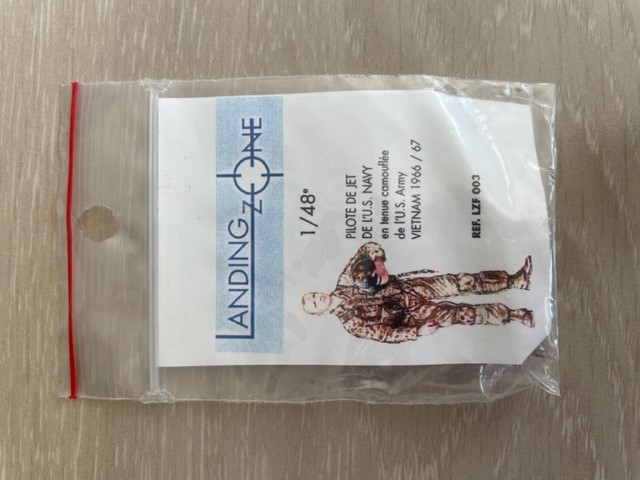 LANDING
ZONE
1/48e
PILOTE DE JET
DE L'U.S. NAVY
en tenue camouflée
de l'U.S. Army
VIETNAM 1966 / 67
REF. LZF 003